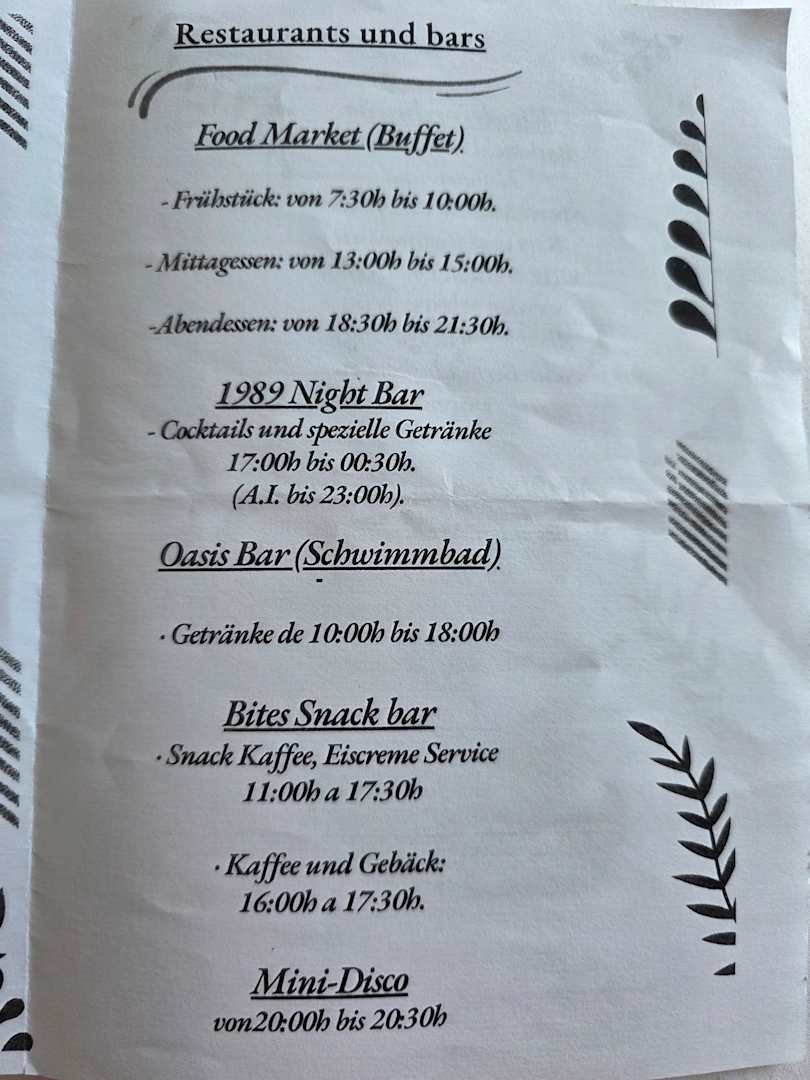 Restaurants und bars
Food Market (Buffet)
- Frühstück: von 7:30h bis 10:00h.
- Mittagessen: von 13:00h bis 15:00h.
-Abendessen: von 18:30h bis 21:30h.
1989 Night Bar
- Cocktails und spezielle Getränke
17:00h bis 00:30h.
(A.I. bis 23:00h).
Oasis Bar (Schwimmbad)
-
· Getränke de 10:00h bis 18:00h
Bites Snack bar
· Snack Kaffee, Eiscreme Service
11:00h a 17:30h
· Kaffee und Gebäck:
16:00h a 17:30h.
Mini-Disco
von20:00h bis 20:30h